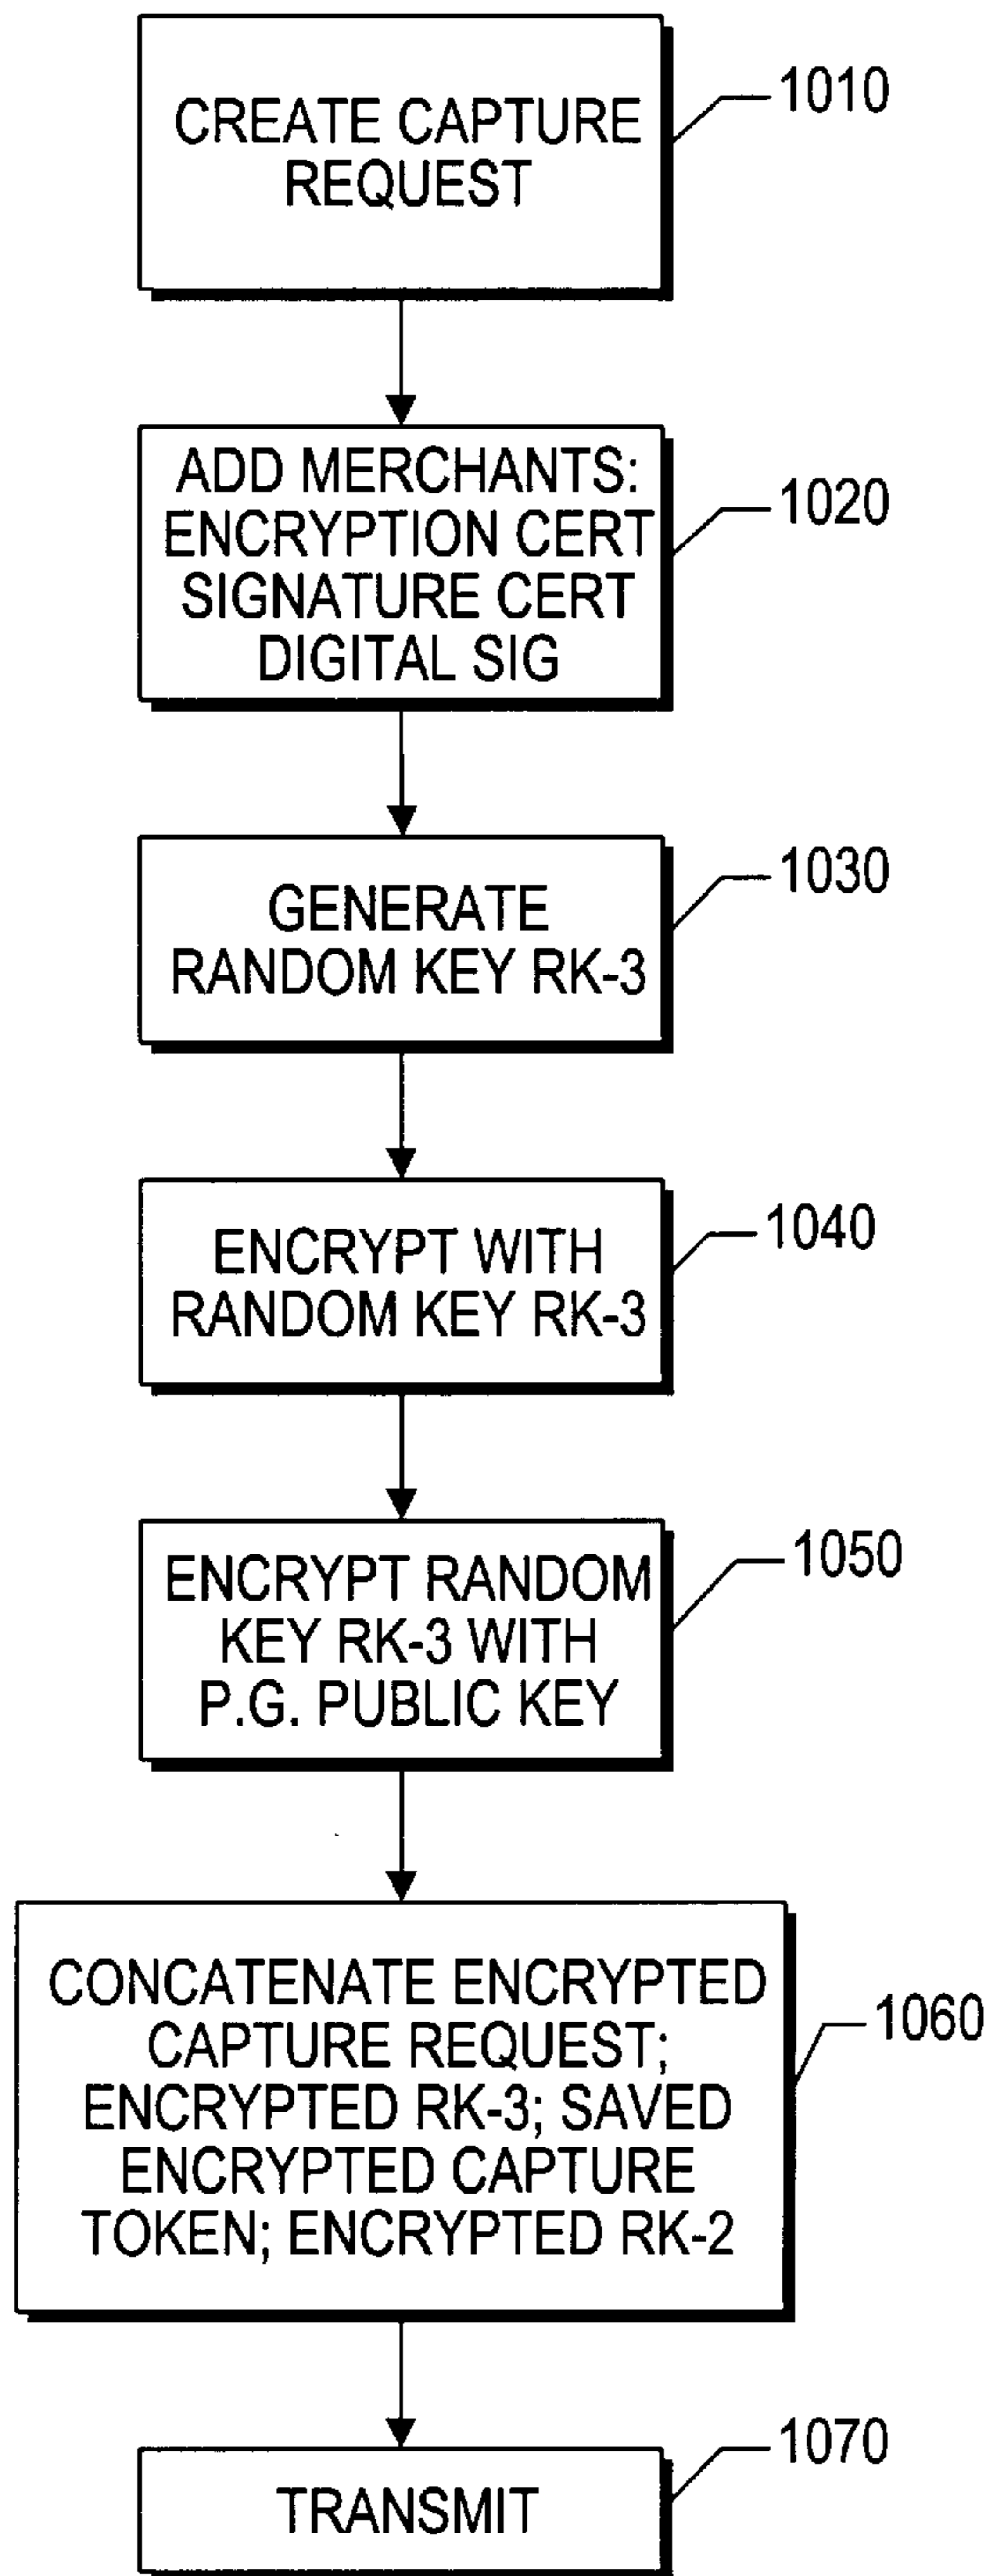 CREATE CAPTURE
REQUEST
1010
ADD MERCHANTS:
ENCRYPTION CERT
SIGNATURE CERT
DIGITAL SIG
1020
GENERATE
RANDOM KEY RK-3
1030
ENCRYPT WITH
RANDOM KEY RK-3
1040
ENCRYPT RANDOM
KEY RK-3 WITH
P.G. PUBLIC KEY
1050
CONCATENATE ENCRYPTED
CAPTURE REQUEST;
ENCRYPTED RK-3; SAVED
ENCRYPTED CAPTURE
TOKEN; ENCRYPTED RK-2
1060
TRANSMIT
1070